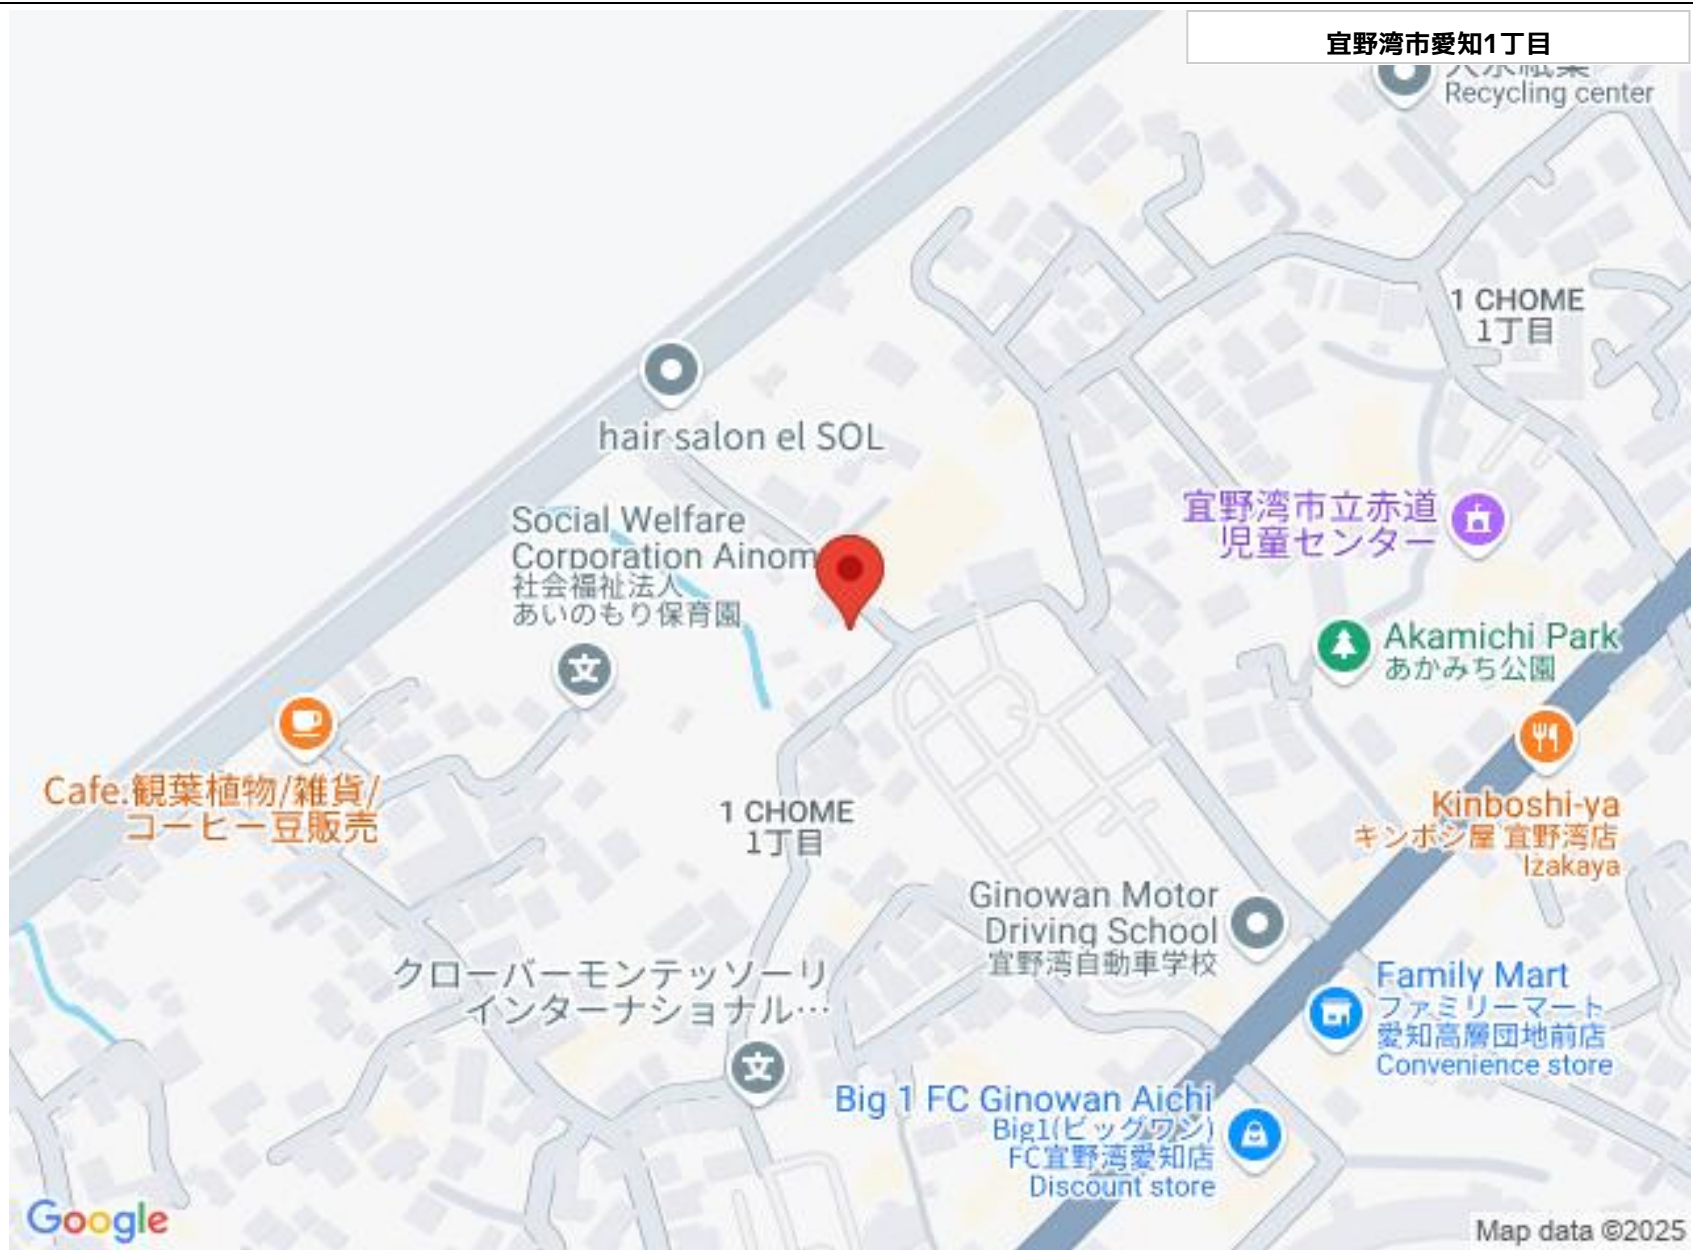 宜野湾市愛知1丁目
Recycling center
1 CHOME
1丁目
hair salon el SOL
Social Welfare
Corporation Ainom
社会福祉法人
あいのもり保育園
宜野湾市立赤道
児童センター
Akamichi Park
あかみち公園
Cafe.観葉植物/雑貨/
コーヒー豆販売
1 CHOME
1丁目
Kinboshi-ya
キンボシ屋 宜野湾店
Izakaya
Ginowan Motor
Driving School
宜野湾自動車学校
クローバーモンテッソーリ
インターナショナル…
Family Mart
ファミリーマート
愛知高層団地前店
Convenience store
Big 1 FC Ginowan Aichi
Big1(ビッグワン)
FC宜野湾愛知店
Discount store
Google
Map data ©2025